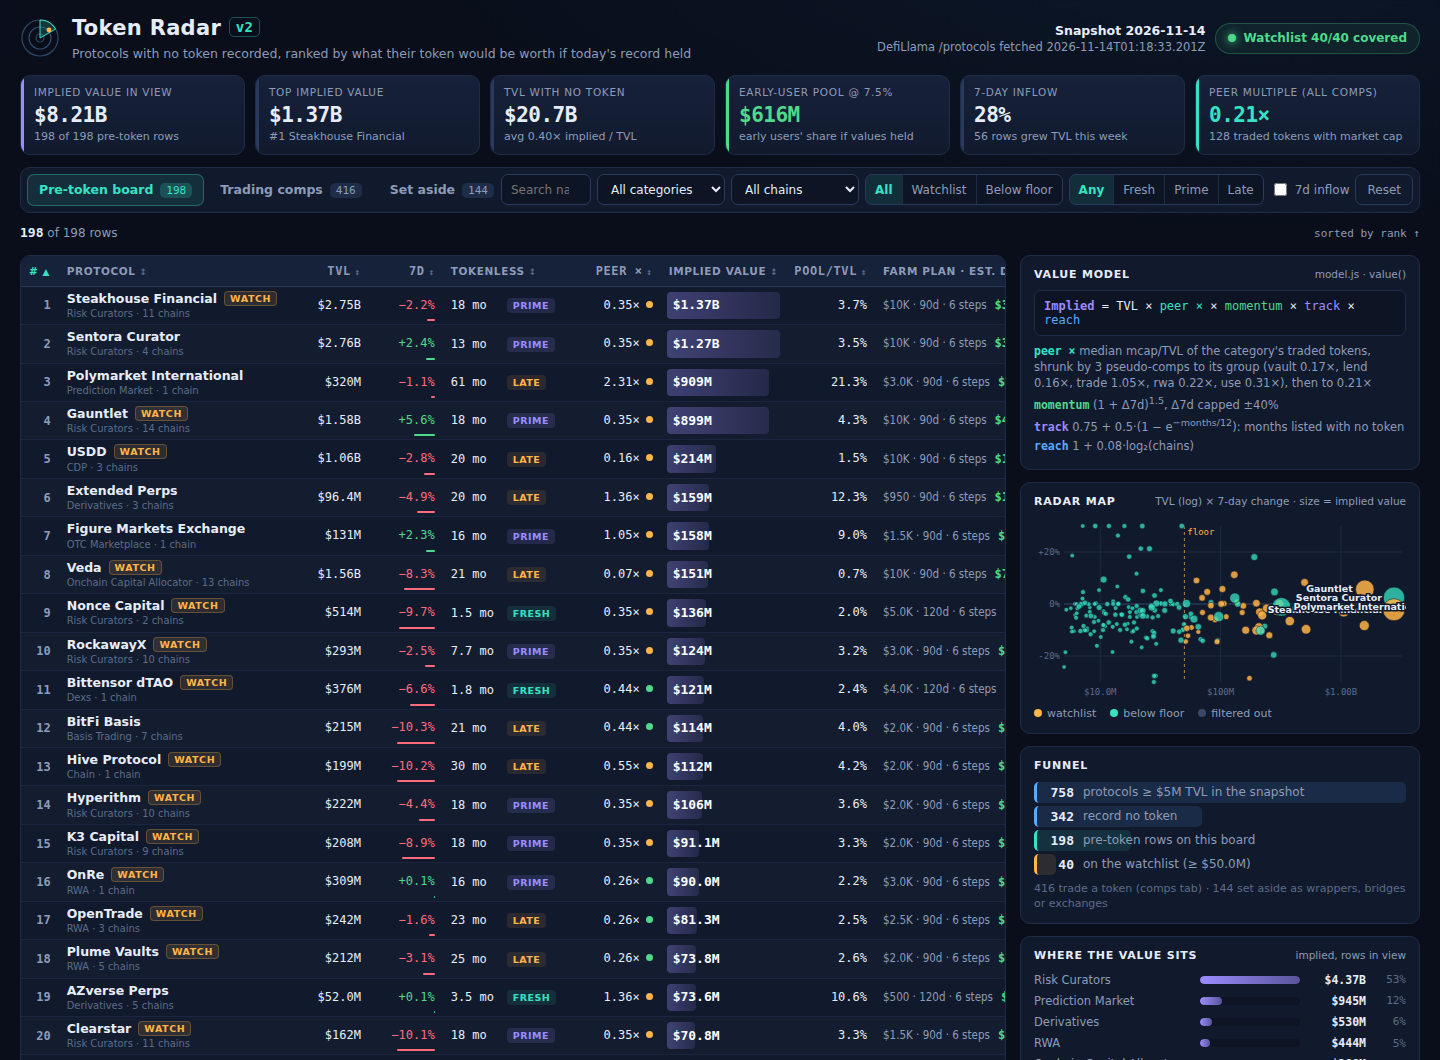 Token Radar v2
Protocols with no token recorded, ranked by what their token would be worth if today's record held
Snapshot 2026-11-14
DefiLlama /protocols fetched 2026-11-14T01:18:33.201Z
Watchlist 40/40 covered
IMPLIED VALUE IN VIEW
$8.21B
198 of 198 pre-token rows
TOP IMPLIED VALUE
$1.37B
#1 Steakhouse Financial
TVL WITH NO TOKEN
$20.7B
avg 0.40× implied / TVL
EARLY-USER POOL @ 7.5%
$616M
early users' share if values held
7-DAY INFLOW
28%
56 rows grew TVL this week
PEER MULTIPLE (ALL COMPS)
0.21×
128 traded tokens with market cap
Pre-token board 198 Trading comps 416 Set aside 144 Search na All categories All chains All Watchlist Below floor Any Fresh Prime Late 7d inflow Reset
198 of 198 rows
sorted by rank ↑
# ▲ PROTOCOL ↕ TVL ↕ 7D ↕ TOKENLESS ↕ PEER × ↕ IMPLIED VALUE ↕ POOL/TVL ↕ FARM PLAN · EST. D
1 Steakhouse Financial WATCH $2.75B −2.2% 18 mo PRIME 0.35× $1.37B 3.7% $10K · 90d · 6 steps
Risk Curators · 11 chains
2 Sentora Curator $2.76B +2.4% 13 mo PRIME 0.35× $1.27B 3.5% $10K · 90d · 6 steps
Risk Curators · 4 chains
3 Polymarket International $320M −1.1% 61 mo LATE 2.31× $909M 21.3% $3.0K · 90d · 6 steps
Prediction Market · 1 chain
4 Gauntlet WATCH $1.58B +5.6% 18 mo PRIME 0.35× $899M 4.3% $10K · 90d · 6 steps
Risk Curators · 14 chains
5 USDD WATCH $1.06B −2.8% 20 mo LATE 0.16× $214M 1.5% $10K · 90d · 6 steps
CDP · 3 chains
6 Extended Perps $96.4M −4.9% 20 mo LATE 1.36× $159M 12.3% $950 · 90d · 6 steps
Derivatives · 3 chains
7 Figure Markets Exchange $131M +2.3% 16 mo PRIME 1.05× $158M 9.0% $1.5K · 90d · 6 steps
OTC Marketplace · 1 chain
8 Veda WATCH $1.56B −8.3% 21 mo LATE 0.07× $151M 0.7% $10K · 90d · 6 steps
Onchain Capital Allocator · 13 chains
9 Nonce Capital WATCH $514M −9.7% 1.5 mo FRESH 0.35× $136M 2.0% $5.0K · 120d · 6 steps
Risk Curators · 2 chains
10 RockawayX WATCH $293M −2.5% 7.7 mo PRIME 0.35× $124M 3.2% $3.0K · 90d · 6 steps
Risk Curators · 10 chains
11 Bittensor dTAO WATCH $376M −6.6% 1.8 mo FRESH 0.44× $121M 2.4% $4.0K · 120d · 6 steps
Dexs · 1 chain
12 BitFi Basis $215M −10.3% 21 mo LATE 0.44× $114M 4.0% $2.0K · 90d · 6 steps
Basis Trading · 7 chains
13 Hive Protocol WATCH $199M −10.2% 30 mo LATE 0.55× $112M 4.2% $2.0K · 90d · 6 steps
Chain · 1 chain
14 Hyperithm WATCH $222M −4.4% 18 mo PRIME 0.35× $106M 3.6% $2.0K · 90d · 6 steps
Risk Curators · 10 chains
15 K3 Capital WATCH $208M −8.9% 18 mo PRIME 0.35× $91.1M 3.3% $2.0K · 90d · 6 steps
Risk Curators · 9 chains
16 OnRe WATCH $309M +0.1% 16 mo PRIME 0.26× $90.0M 2.2% $3.0K · 90d · 6 steps
RWA · 1 chain
17 OpenTrade WATCH $242M −1.6% 23 mo LATE 0.26× $81.3M 2.5% $2.5K · 90d · 6 steps
RWA · 3 chains
18 Plume Vaults WATCH $212M −3.1% 25 mo LATE 0.26× $73.8M 2.6% $2.0K · 90d · 6 steps
RWA · 5 chains
19 AZverse Perps $52.0M +0.1% 3.5 mo FRESH 1.36× $73.6M 10.6% $500 · 120d · 6 steps
Derivatives · 5 chains
20 Clearstar WATCH $162M −10.1% 18 mo PRIME 0.35× $70.8M 3.3% $1.5K · 90d · 6 steps
Risk Curators · 11 chains
VALUE MODEL
model.js · value()
Implied = TVL × peer × × momentum × track ×
reach
peer × median mcap/TVL of the category's traded tokens,
shrunk by 3 pseudo-comps to its group (vault 0.17×, lend
0.16×, trade 1.05×, rwa 0.22×, use 0.31×), then to 0.21×
momentum (1 + Δ7d)^1.5, Δ7d capped ±40%
track 0.75 + 0.5·(1 − e^−months/12): months listed with no token
reach 1 + 0.08·log₂(chains)
RADAR MAP
TVL (log) × 7-day change · size = implied value
floor
+20%
0%
-20%
Gauntlet
Sentora Curator
Polymarket Internatio
$10.0M $100M $1.00B
watchlist below floor filtered out
FUNNEL
758 protocols ≥ $5M TVL in the snapshot
342 record no token
198 pre-token rows on this board
40 on the watchlist (≥ $50.0M)
416 trade a token (comps tab) · 144 set aside as wrappers, bridges
or exchanges
WHERE THE VALUE SITS
implied, rows in view
Risk Curators $4.37B 53%
Prediction Market $945M 12%
Derivatives $530M 6%
RWA $444M 5%